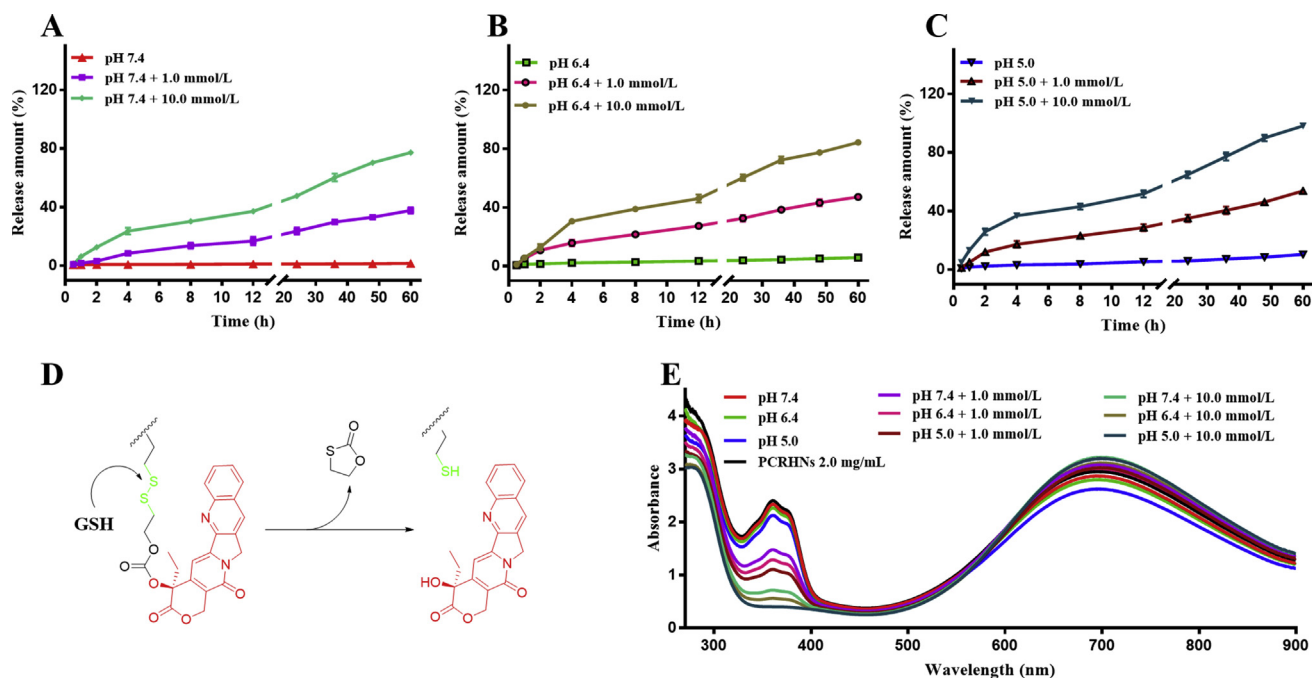 A
pH 7.4
pH 7.4 + 1.0 mmol/L
pH 7.4 + 10.0 mmol/L
Release amount (%)
120
80
40
0
0 2 4 6 8 10 12 20 30 40 50 60
Time (h)
B
pH 6.4
pH 6.4 + 1.0 mmol/L
pH 6.4 + 10.0 mmol/L
Release amount (%)
120
80
40
0
0 2 4 6 8 10 12 20 30 40 50 60
Time (h)
C
pH 5.0
pH 5.0 + 1.0 mmol/L
pH 5.0 + 10.0 mmol/L
Release amount (%)
120
80
40
0
0 2 4 6 8 10 12 20 30 40 50 60
Time (h)
D
GSH
S
S
O
O
O
O
O
O
N
N
O
S
O
O
SH
HO
O
O
N
N
O
E
pH 7.4
pH 6.4
pH 5.0
PCRHNs 2.0 mg/mL
pH 7.4 + 1.0 mmol/L
pH 6.4 + 1.0 mmol/L
pH 5.0 + 1.0 mmol/L
pH 7.4 + 10.0 mmol/L
pH 6.4 + 10.0 mmol/L
pH 5.0 + 10.0 mmol/L
Absorbance
4
3
2
1
0
300 400 500 600 700 800 900
Wavelength (nm)